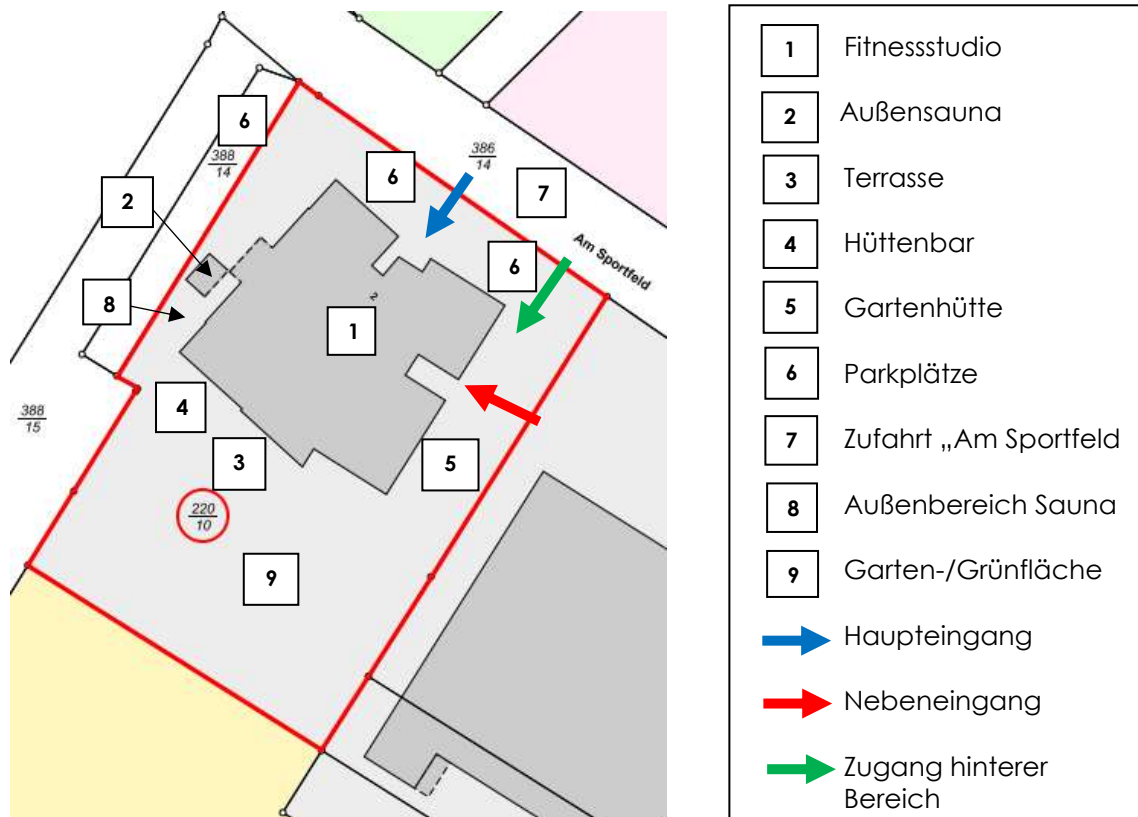 6
388
14
386
14
6
7
2
Am Sportfeld
6
8
2
1
4
388
15
3
5
220
10
9
1 Fitnessstudio
2 Außensauna
3 Terrasse
4 Hüttenbar
5 Gartenhütte
6 Parkplätze
7 Zufahrt „Am Sportfeld
8 Außenbereich Sauna
9 Garten-/Grünfläche
Haupteingang
Nebeneingang
Zugang hinterer
Bereich